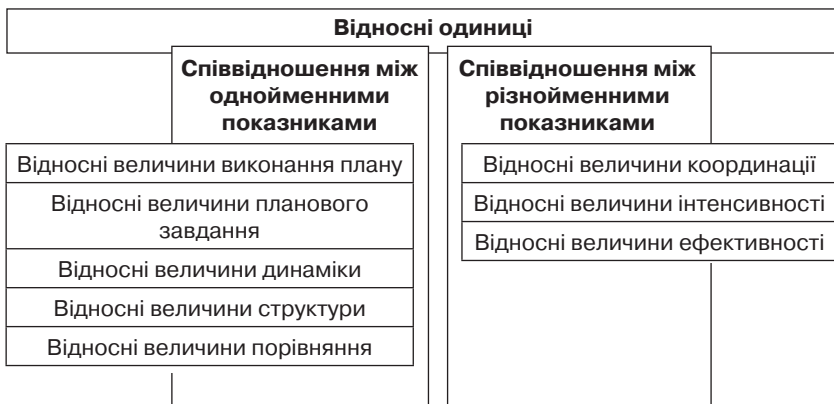 Відносні одиниці
Співвідношення між
однойменними
показниками
Відносні величини виконання плану
Відносні величини планового
завдання
Відносні величини динаміки
Відносні величини структури
Відносні величини порівняння
Співвідношення між
різнойменними
показниками
Відносні величини координації
Відносні величини інтенсивності
Відносні величини ефективності